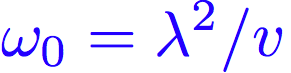 ω₀ = λ²/v